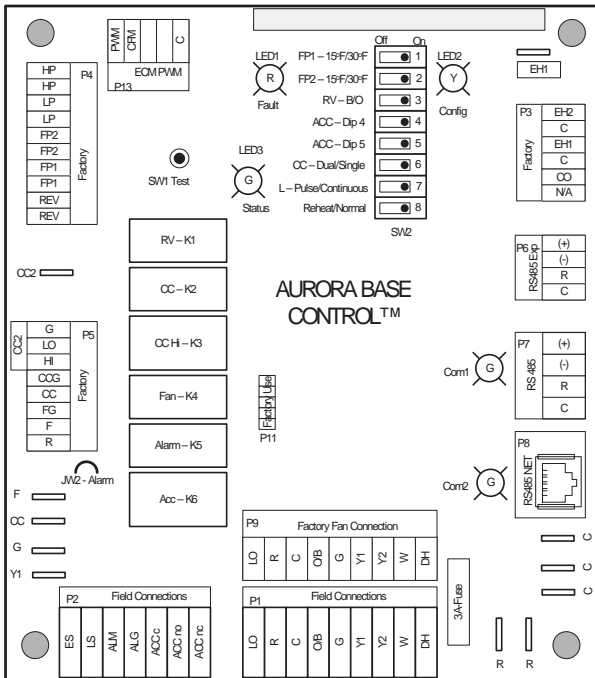 PWM
CFM
C
P13
ECM PWM
LED1
R
Fault
Off On
FP1 – 15ºF/30ºF 1
FP2 – 15ºF/30ºF 2
RV – B/O 3
ACC – Dip 4 4
ACC – Dip 5 5
CC – Dual/Single 6
L – Pulse/Continuous 7
Reheat/Normal 8
SW2
LED2
Y
Config
EH1
P4
HP
HP
LP
LP
FP2
FP2
FP1
FP1
REV
REV
Factory
SW1 Test
LED3
G
Status
P3
EH2
C
EH1
C
CO
N/A
Factory
P6
(+)
(-)
R
C
RS485 Exp
RV – K1
CC – K2
CC Hi – K3
Fan – K4
Alarm – K5
Acc – K6
AURORA BASE
CONTROL™
CC2
CC2
P5
G
LO
HI
CCG
CC
FG
F
R
Factory
JW2 - Alarm
Factory Use
P11
Com1
G
P7
(+)
(-)
R
C
RS 485
Com2
G
P8
RS485 NET
F
CC
G
Y1
P9 Factory Fan Connection
LO R C O/B G Y1 Y2 W DH
P2 Field Connections
ES LS ALM ALG ACC c ACC no ACC nc
P1 Field Connections
LO R C O/B G Y1 Y2 W DH
3A-Fuse
C
C
C
R R